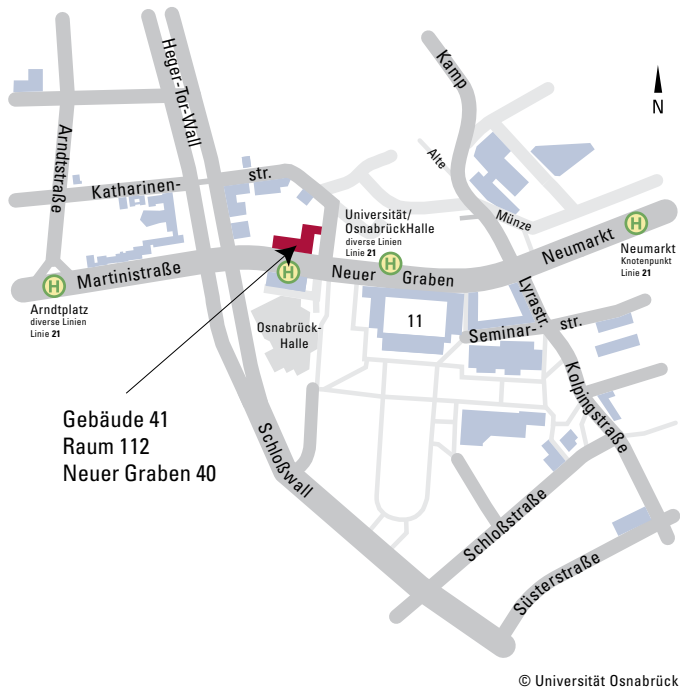 Kamp
Heger-Tor-Wall
N
Arndtstraße
Alte
Münze
Katharinen-
str.
Universität/
OsnabrückHalle
diverse Linien
Linie 21
H
Neumarkt
H
Neumarkt
Knotenpunkt
Linie 21
Martinistraße
H
H
Neuer Graben
Lyrastr.
Arndtplatz
diverse Linien
Linie 21
Osnabrück-
Halle
11
Seminar-
str.
Kolpingstraße
Gebäude 41
Raum 112
Neuer Graben 40
Schloßwall
Schloßstraße
Süsterstraße
© Universität Osnabrück